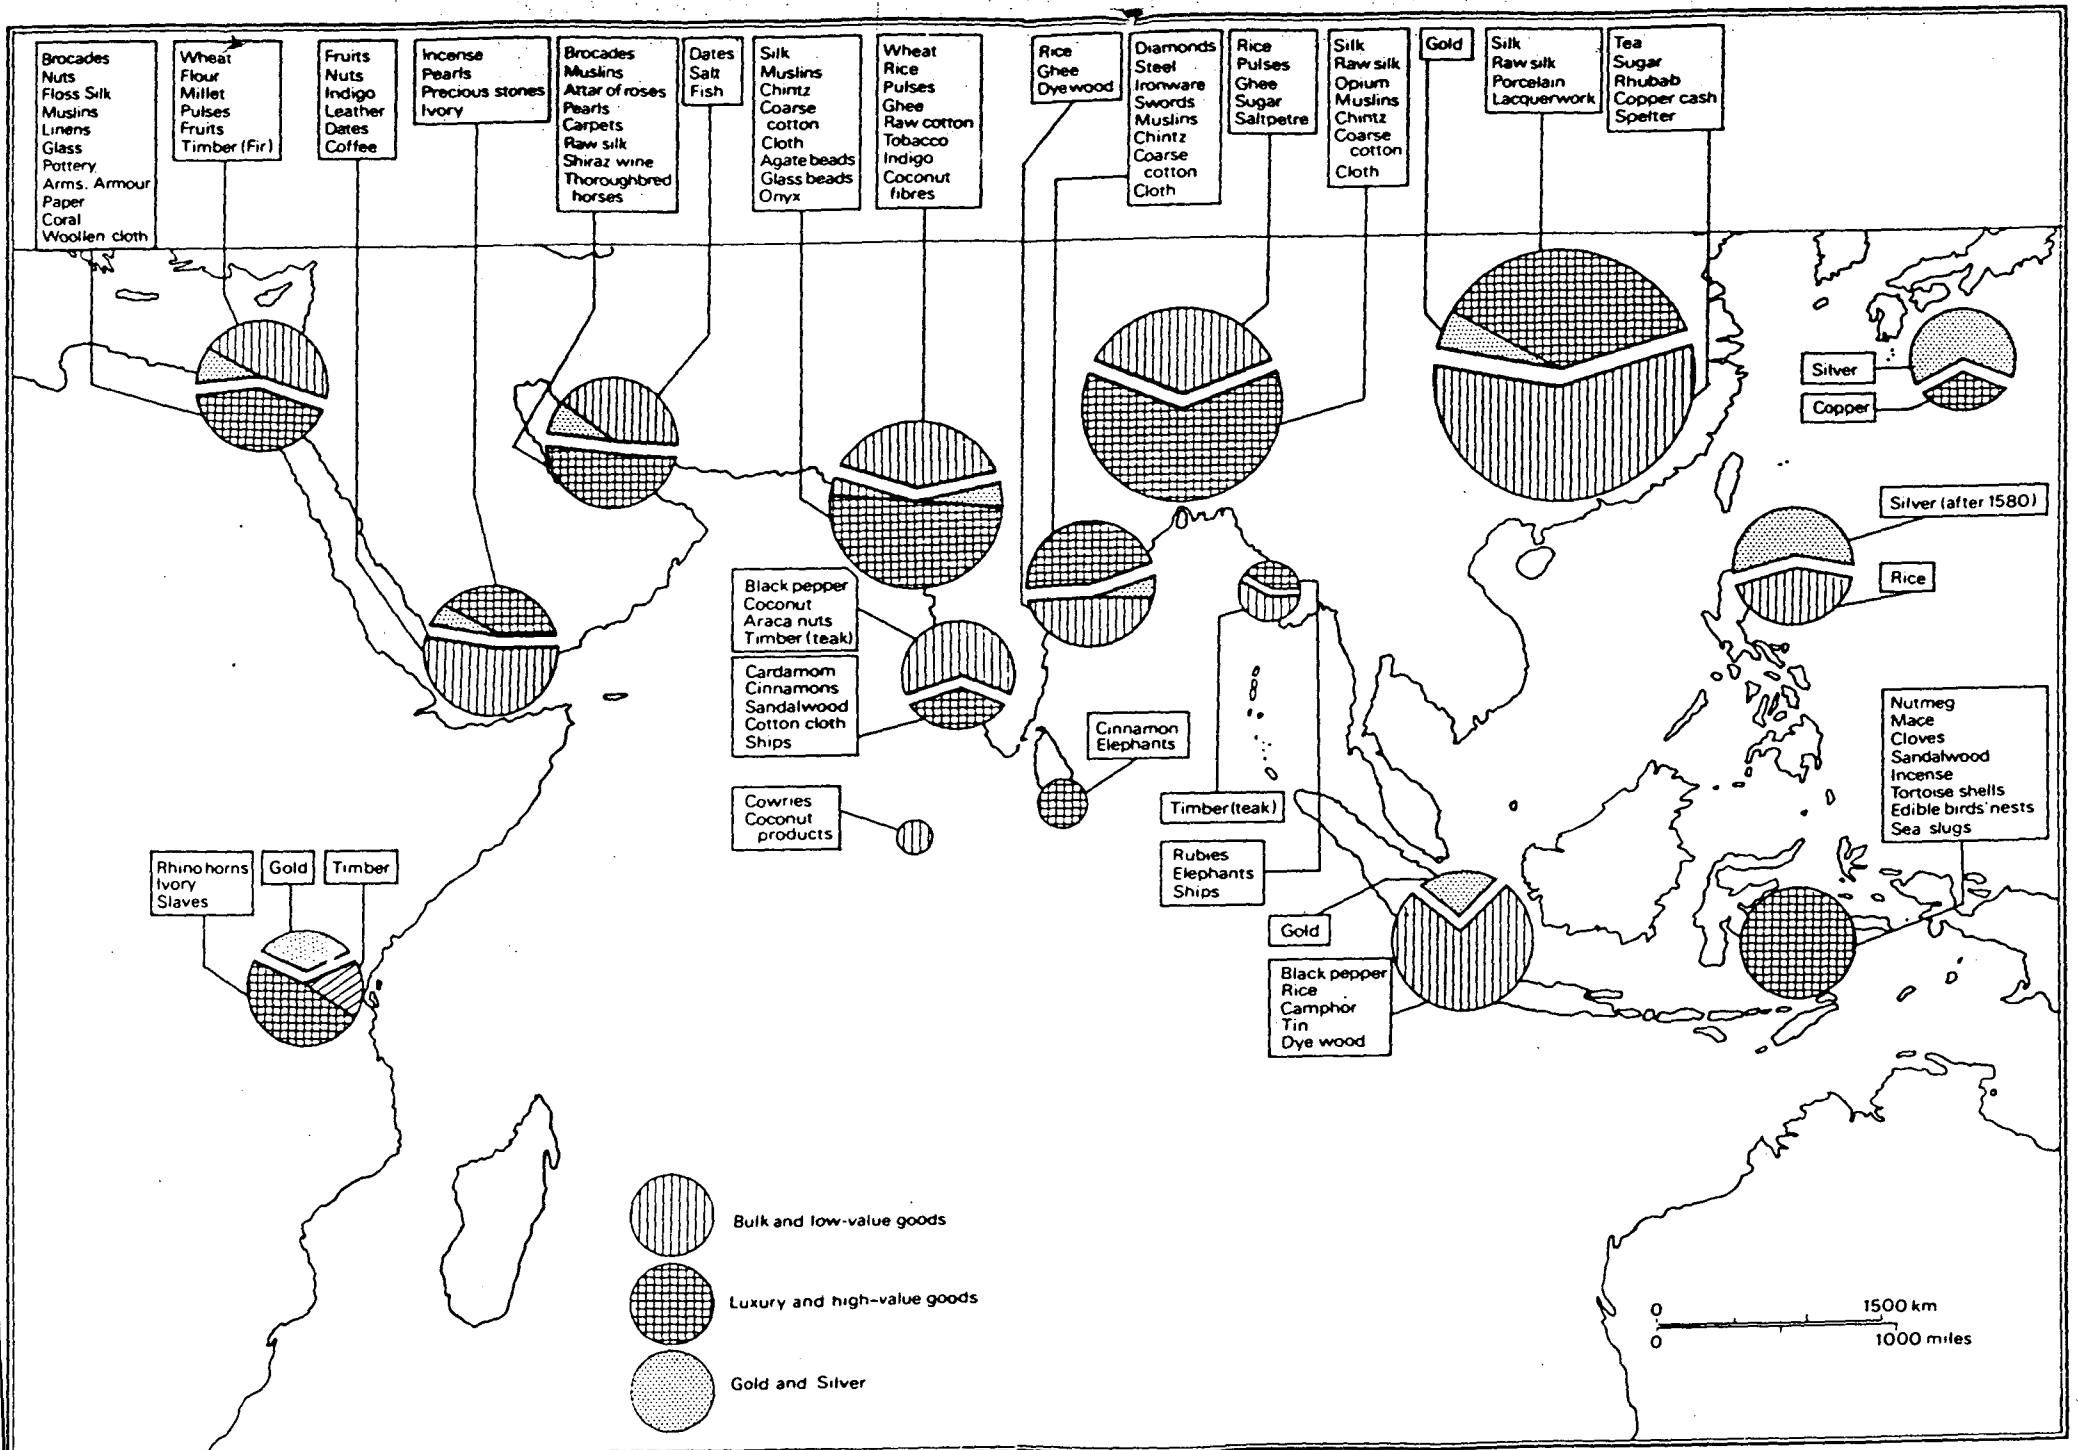 Brocades
Nuts
Floss Silk
Muslins
Linens
Glass
Pottery
Arms. Armour
Paper
Coral
Woollen cloth
Wheat
Flour
Millet
Pulses
Fruits
Timber (Fir)
Fruits
Nuts
Indigo
Leather
Dates
Coffee
Incense
Pearls
Precious stones
Ivory
Brocades
Muslins
Attar of roses
Pearls
Carpets
Raw silk
Shiraz wine
Thoroughbred
horses
Dates
Salt
Fish
Silk
Muslins
Chintz
Coarse
cotton
Cloth
Agate beads
Glass beads
Onyx
Wheat
Rice
Pulses
Ghee
Raw cotton
Tobacco
Indigo
Coconut
fibres
Rice
Ghee
Dye wood
Diamonds
Steel
Ironware
Swords
Muslins
Chintz
Coarse
cotton
Cloth
Rice
Pulses
Ghee
Sugar
Saltpetre
Silk
Raw silk
Opium
Muslins
Chintz
Coarse
cotton
Cloth
Gold
Silk
Raw silk
Porcelain
Lacquerwork
Tea
Sugar
Rhubab
Copper cash
Spelter
Silver
Copper
Silver (after 1580)
Rice
Black pepper
Coconut
Araca nuts
Timber (teak)
Cardamom
Cinnamons
Sandalwood
Cotton cloth
Ships
Cinnamon
Elephants
Cowries
Coconut
products
Timber (teak)
Rubies
Elephants
Ships
Nutmeg
Mace
Cloves
Sandalwood
Incense
Tortoise shells
Edible birds' nests
Sea slugs
Rhino horns
Ivory
Slaves
Gold
Timber
Gold
Black pepper
Rice
Camphor
Tin
Dye wood
Bulk and low-value goods
Luxury and high-value goods
Gold and Silver
0 1500 km
0 1000 miles